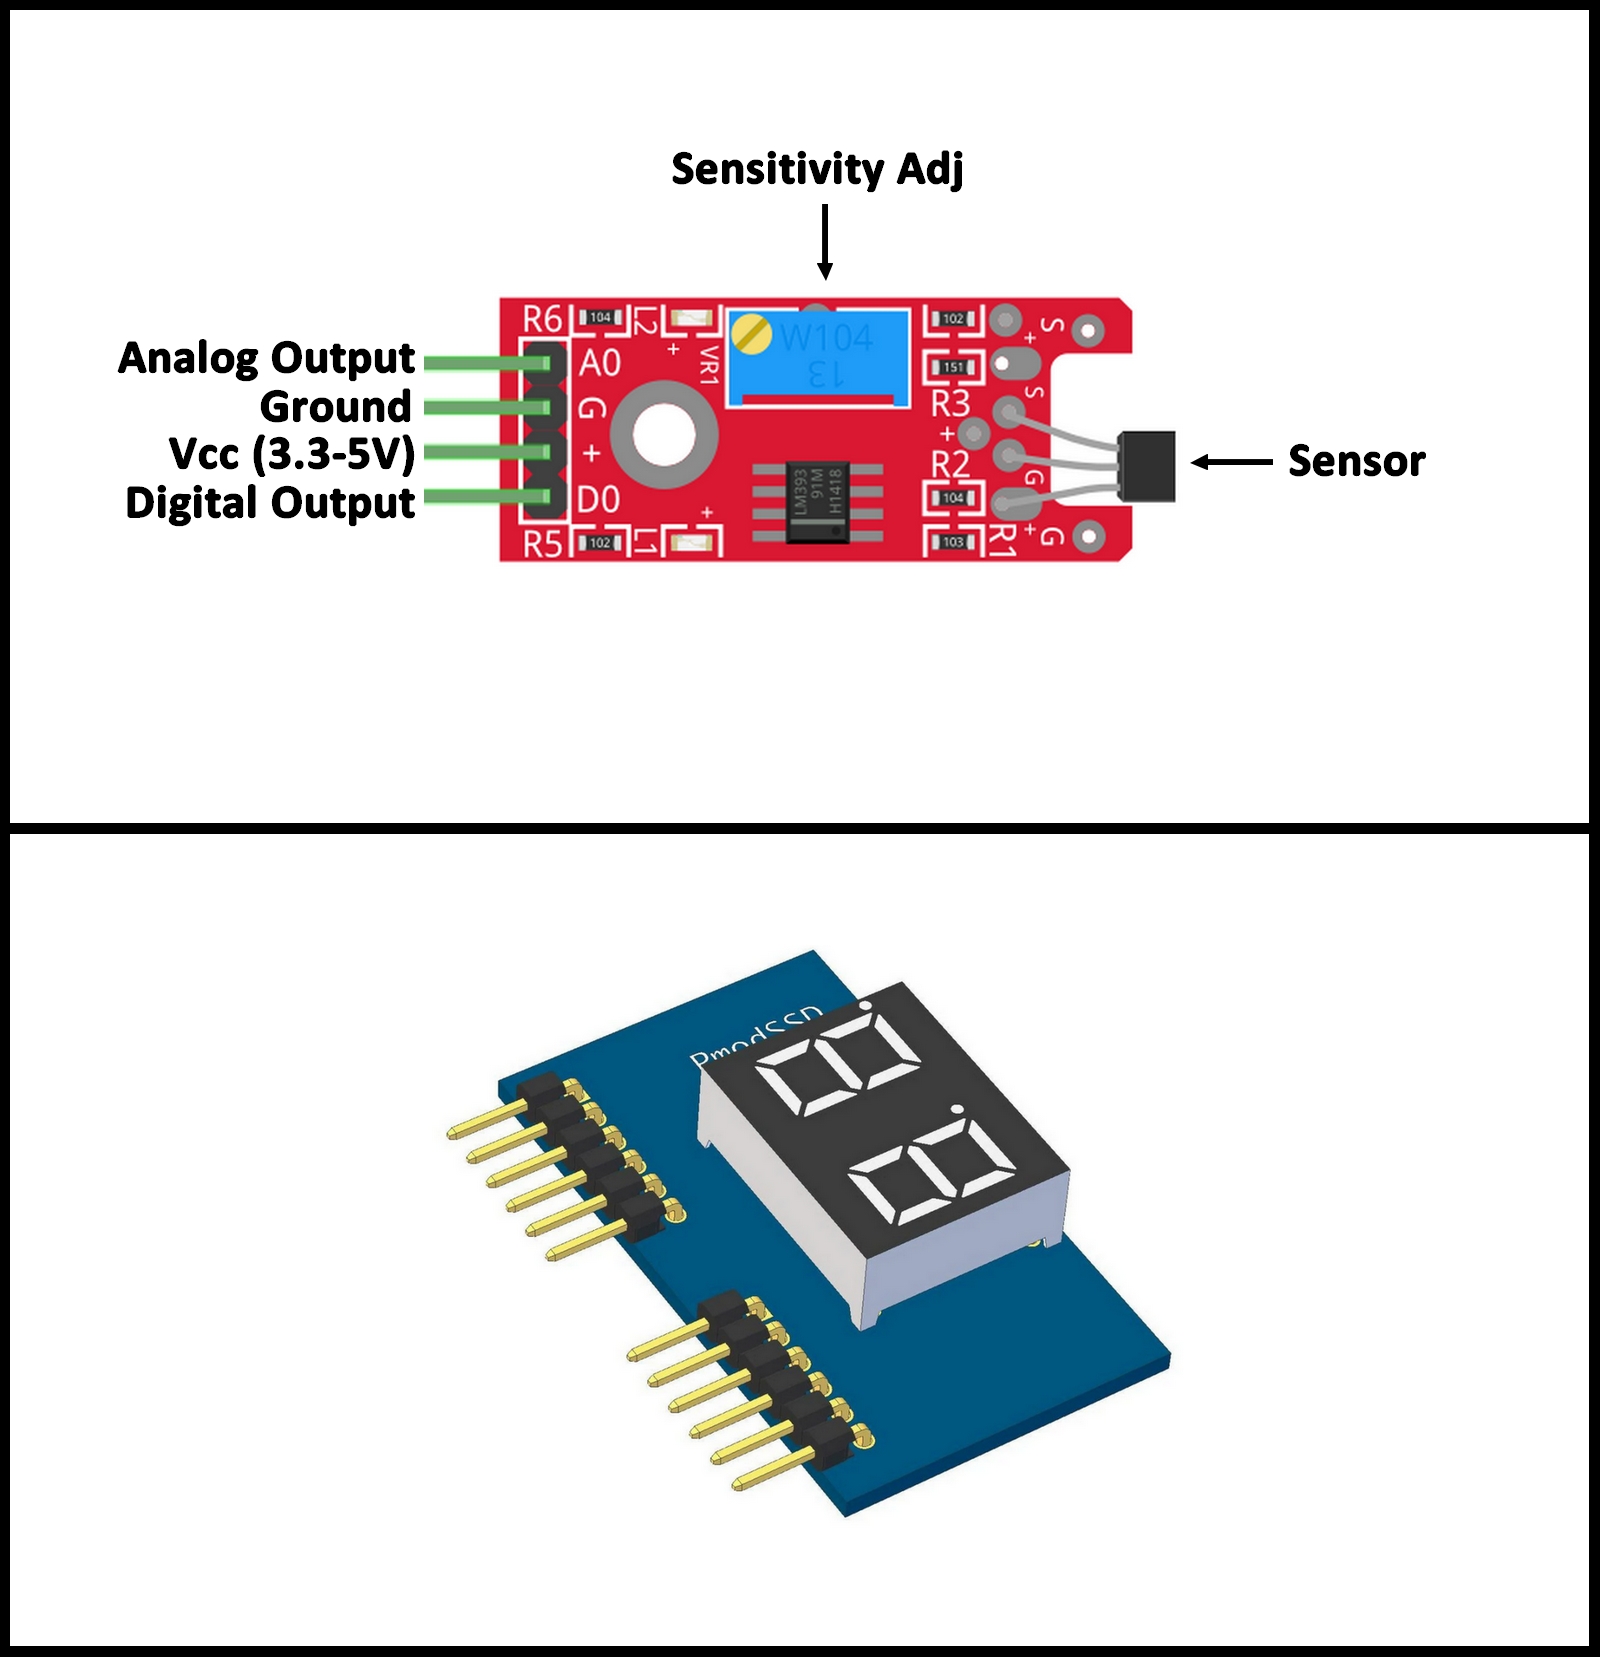 Sensitivity Adj
R6
104
L2
+
VR1
W104
13
102
S
+
Analog Output
A0
151
S
Ground
G
R3
+
Vcc (3.3-5V)
+
R2
G
Sensor
Digital Output
D0
LM393
91M
H1418
104
R5
102
L1
+
103
R1
+
G
PmodSSD